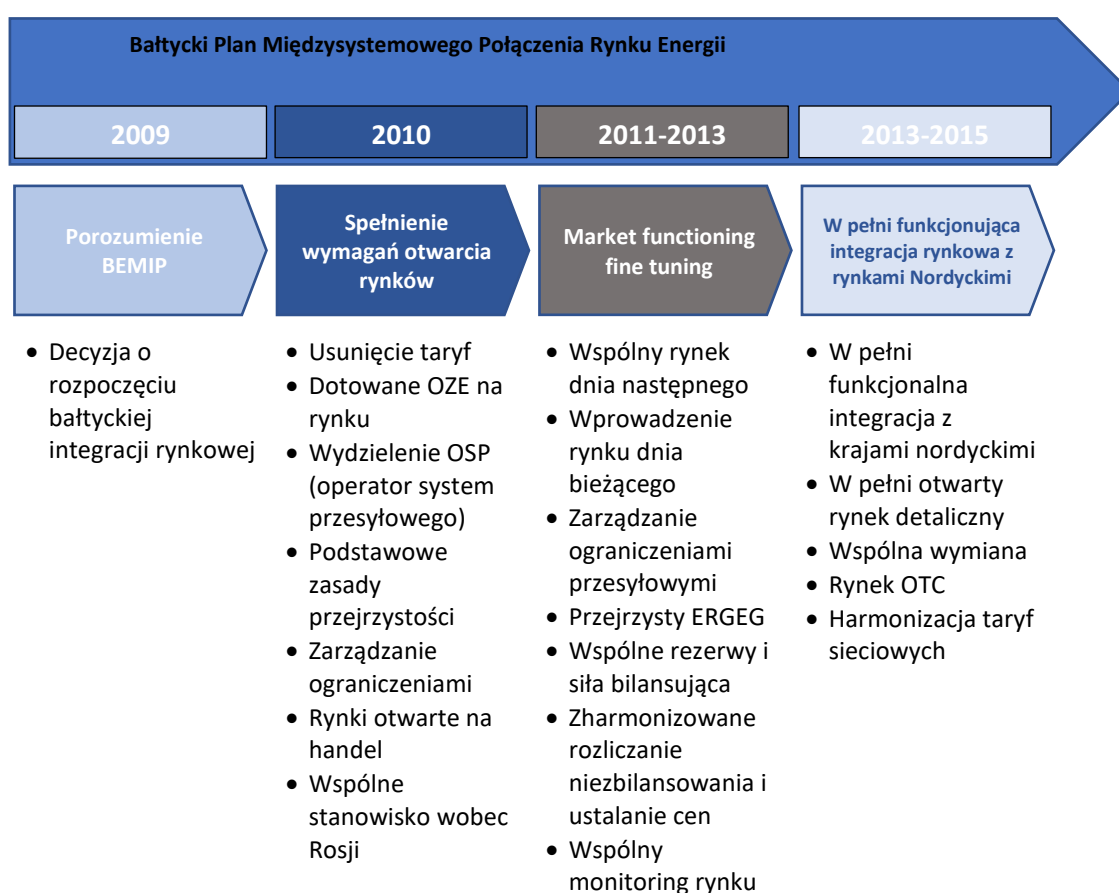 Bałtycki Plan Międzysystemowego Połączenia Rynku Energii
2009
2010
2011-2013
2013-2015
Porozumienie
BEMIP
Spełnienie
wymagań otwarcia
rynków
Market functioning
fine tuning
W pełni funkcjonująca
integracja rynkowa z
rynkami Nordyckimi
• Decyzja o
rozpoczęciu
bałtyckiej
integracji rynkowej
• Usunięcie taryf
• Dotowane OZE na
rynku
• Wydzielenie OSP
(operator system
przesyłowego)
• Podstawowe
zasady
przejrzystości
• Zarządzanie
ograniczeniami
• Rynki otwarte na
handel
• Wspólne
stanowisko wobec
Rosji
• Wspólny rynek
dnia następnego
• Wprowadzenie
rynku dnia
bieżącego
• Zarządzanie
ograniczeniami
przesyłowymi
• Przejrzysty ERGEG
• Wspólne rezerwy i
siła bilansująca
• Zharmonizowane
rozliczanie
niezbilansowania i
ustalanie cen
• Wspólny
monitoring rynku
• W pełni
funkcjonalna
integracja z
krajami nordyckimi
• W pełni otwarty
rynek detaliczny
• Wspólna wymiana
• Rynek OTC
• Harmonizacja taryf
sieciowych